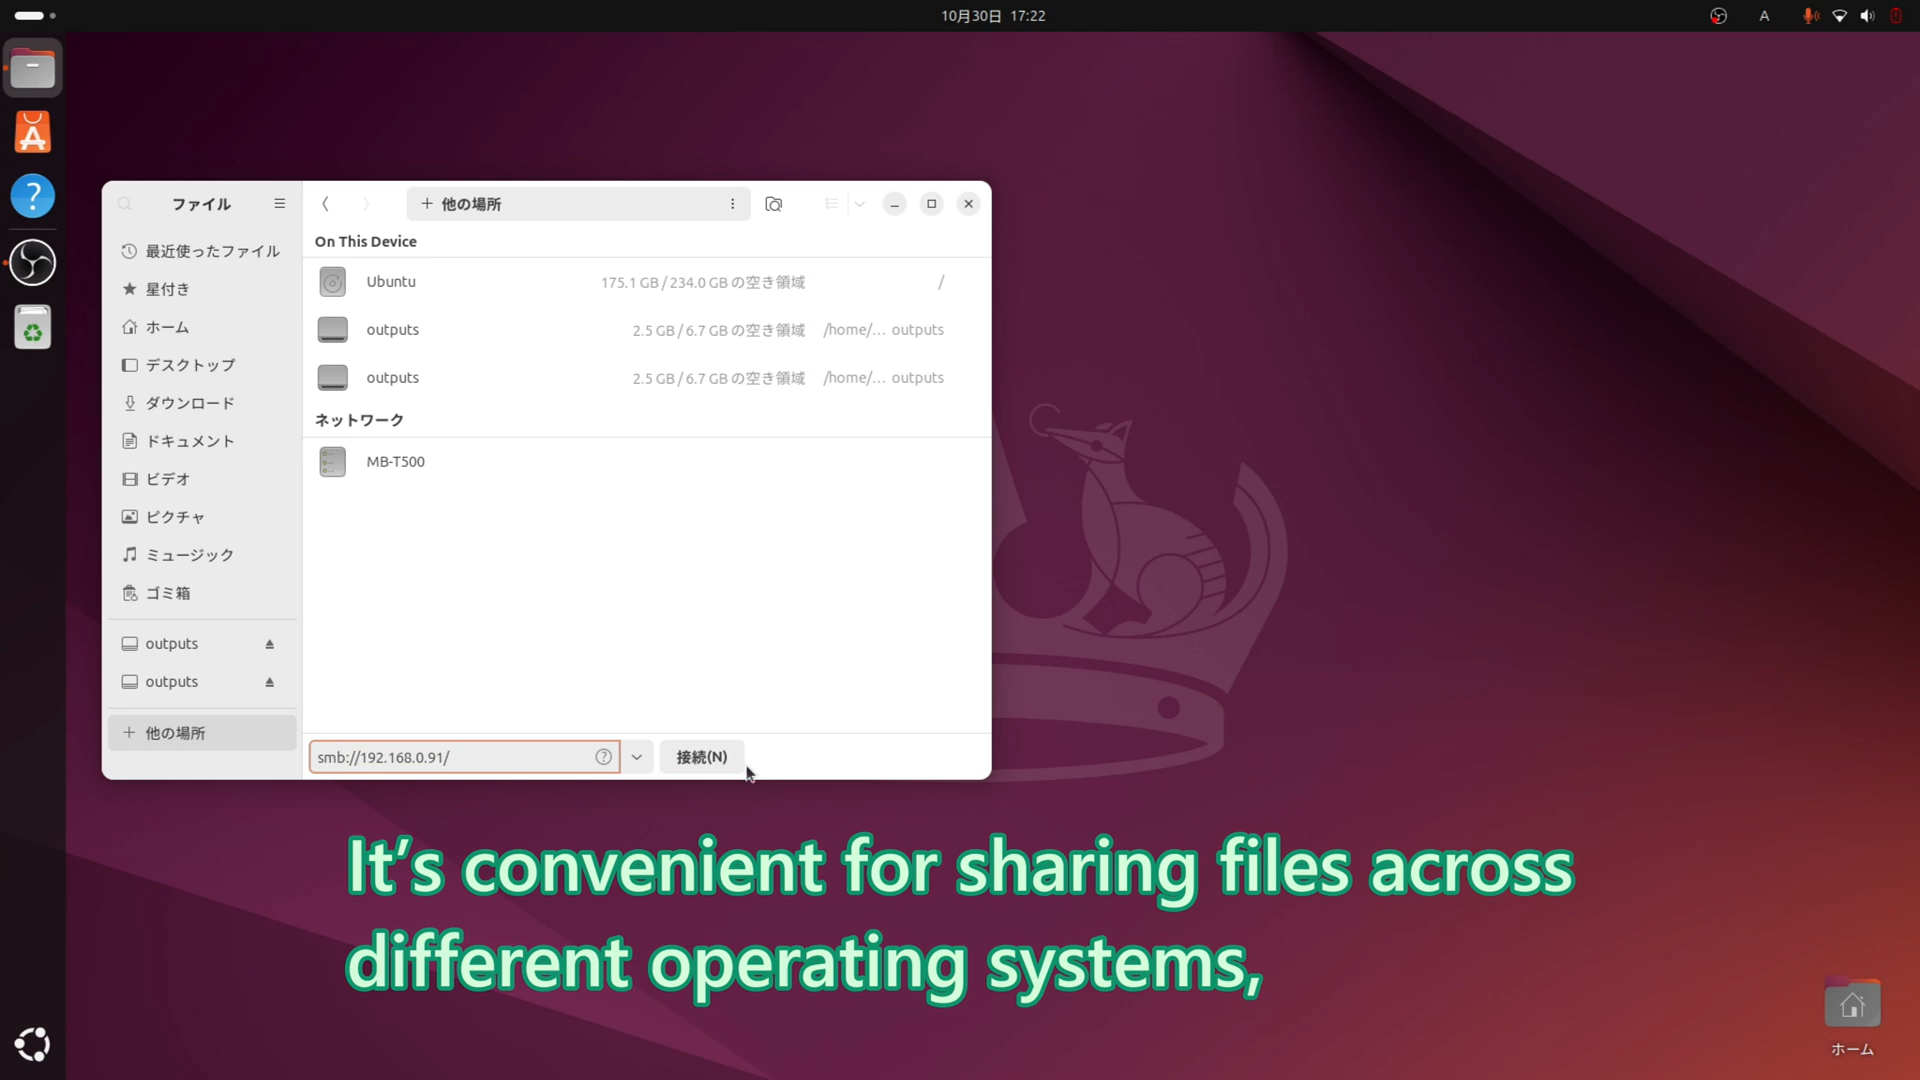 10月30日 17:22
A
ファイル
他の場所
最近使ったファイル
星付き
ホーム
デスクトップ
ダウンロード
ドキュメント
ビデオ
ピクチャ
ミュージック
ゴミ箱
outputs
outputs
他の場所
On This Device
Ubuntu 175.1 GB / 234.0 GB の空き領域 /
outputs 2.5 GB / 6.7 GB の空き領域 /home/… outputs
outputs 2.5 GB / 6.7 GB の空き領域 /home/… outputs
ネットワーク
MB-T500
smb://192.168.0.91/ 接続(N)
It's convenient for sharing files across
different operating systems,
ホーム